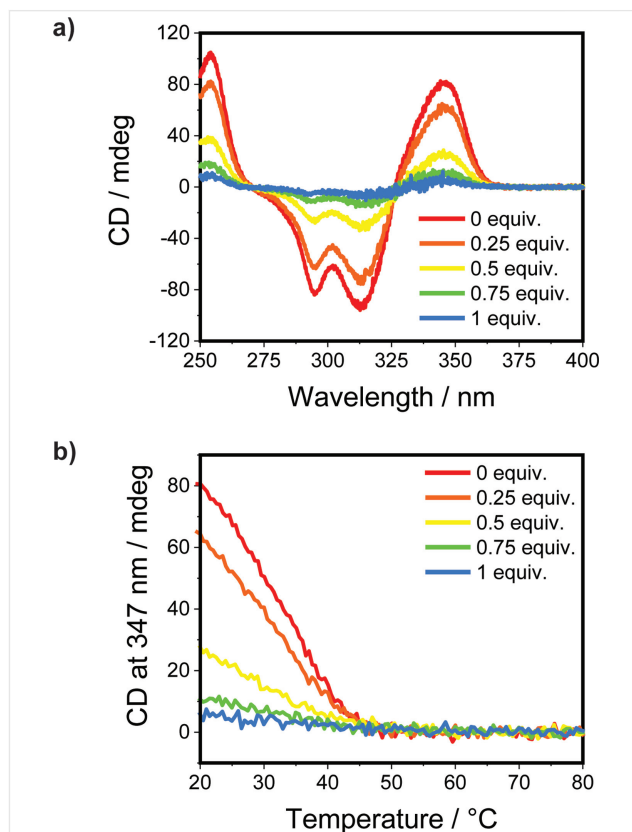 a)
CD / mdeg
120
80
40
0
-40
-80
-120
0 equiv.
0.25 equiv.
0.5 equiv.
0.75 equiv.
1 equiv.
250 275 300 325 350 375 400
Wavelength / nm
b)
CD at 347 nm / mdeg
80
60
40
20
0
0 equiv.
0.25 equiv.
0.5 equiv.
0.75 equiv.
1 equiv.
20 30 40 50 60 70 80
Temperature / °C